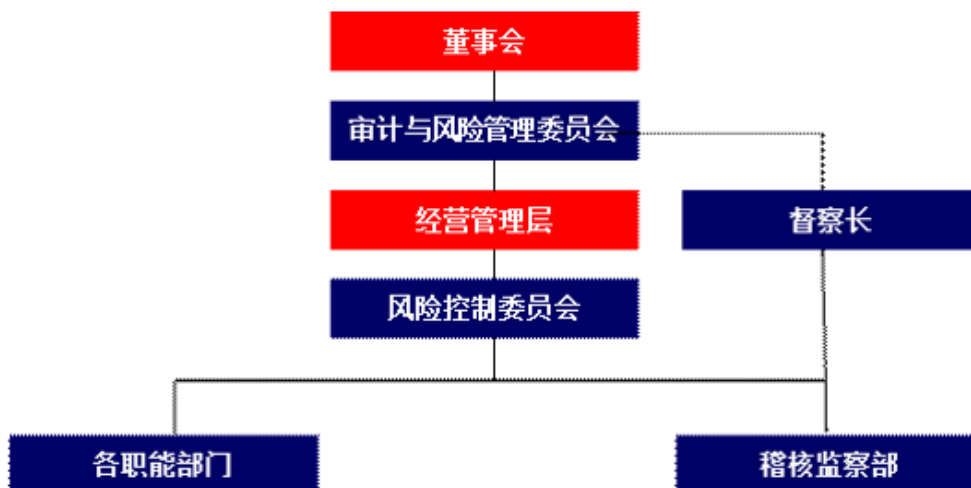 董事会
审计与风险管理委员会
经营管理层
督察长
风险控制委员会
各职能部门
稽核监察部